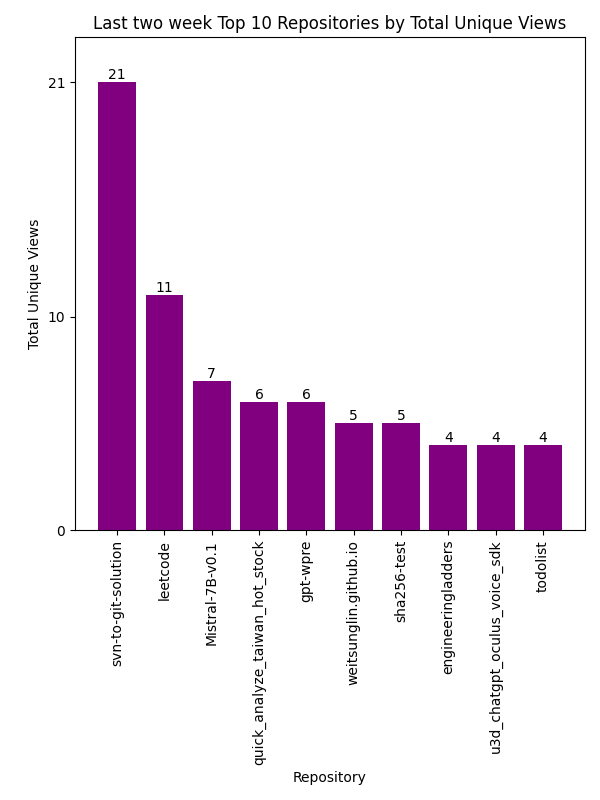 Last two week Top 10 Repositories by Total Unique Views
Total Unique Views
21
10
0
21
11
7
6
6
5
5
4
4
4
svn-to-git-solution
leetcode
Mistral-7B-v0.1
quick_analyze_taiwan_hot_stock
gpt-wpre
weitsunglin.github.io
sha256-test
engineeringladders
u3d_chatgpt_oculus_voice_sdk
todolist
Repository